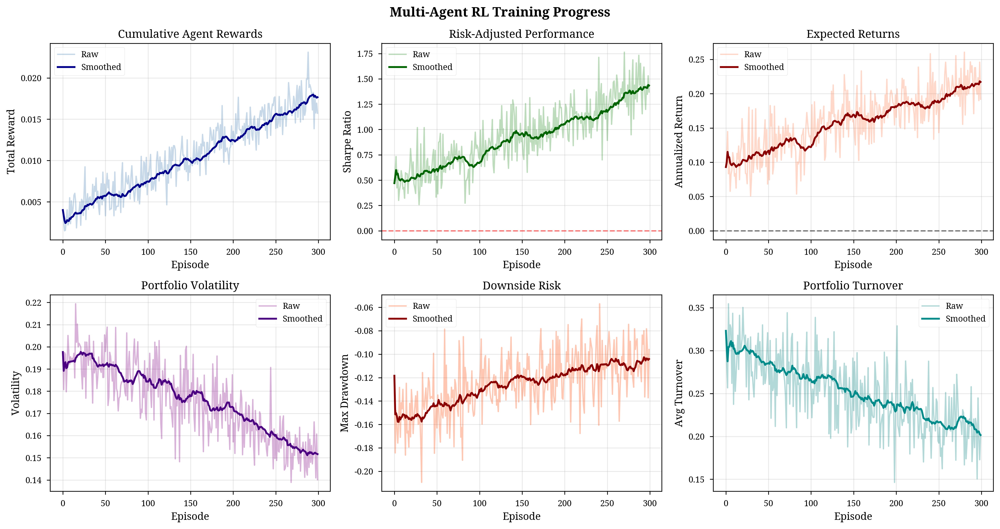 Multi-Agent RL Training Progress
Cumulative Agent Rewards
Raw
Smoothed
0.020
0.015
0.010
0.005
Total Reward
0 50 100 150 200 250 300
Episode
Risk-Adjusted Performance
Raw
Smoothed
1.75
1.50
1.25
1.00
0.75
0.50
0.25
0.00
Sharpe Ratio
0 50 100 150 200 250 300
Episode
Expected Returns
Raw
Smoothed
0.25
0.20
0.15
0.10
0.05
0.00
Annualized Return
0 50 100 150 200 250 300
Episode
Portfolio Volatility
Raw
Smoothed
0.22
0.21
0.20
0.19
0.18
0.17
0.16
0.15
0.14
Volatility
0 50 100 150 200 250 300
Episode
Downside Risk
Raw
Smoothed
-0.06
-0.08
-0.10
-0.12
-0.14
-0.16
-0.18
-0.20
Max Drawdown
0 50 100 150 200 250 300
Episode
Portfolio Turnover
Raw
Smoothed
0.35
0.30
0.25
0.20
0.15
Avg Turnover
0 50 100 150 200 250 300
Episode